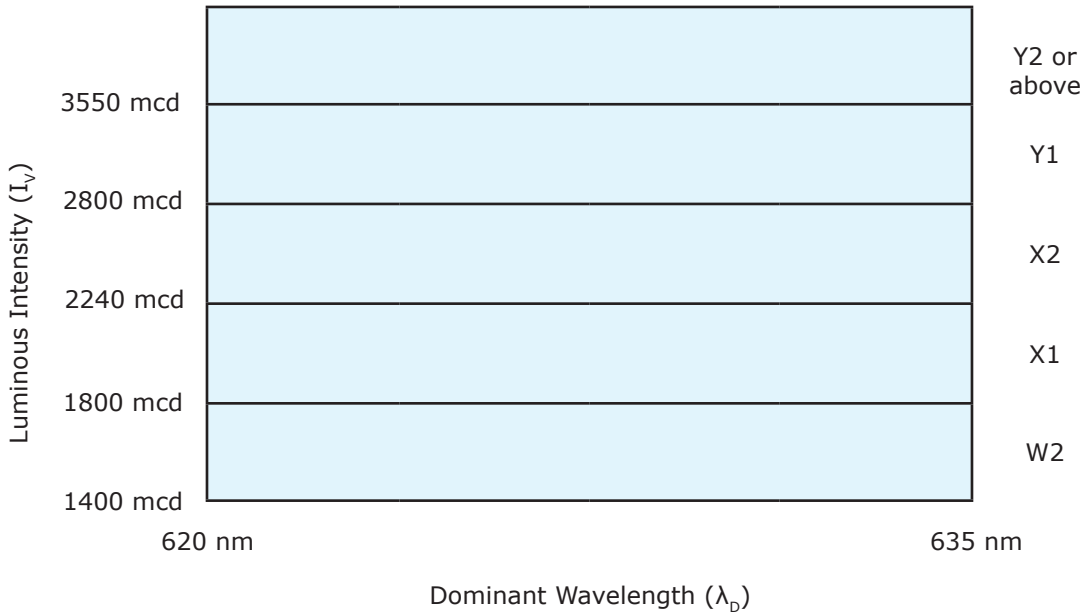 Y2 or
above
3550 mcd
Y1
2800 mcd
X2
2240 mcd
X1
1800 mcd
W2
1400 mcd
620 nm
635 nm
Luminous Intensity (Iv)
Dominant Wavelength (λD)